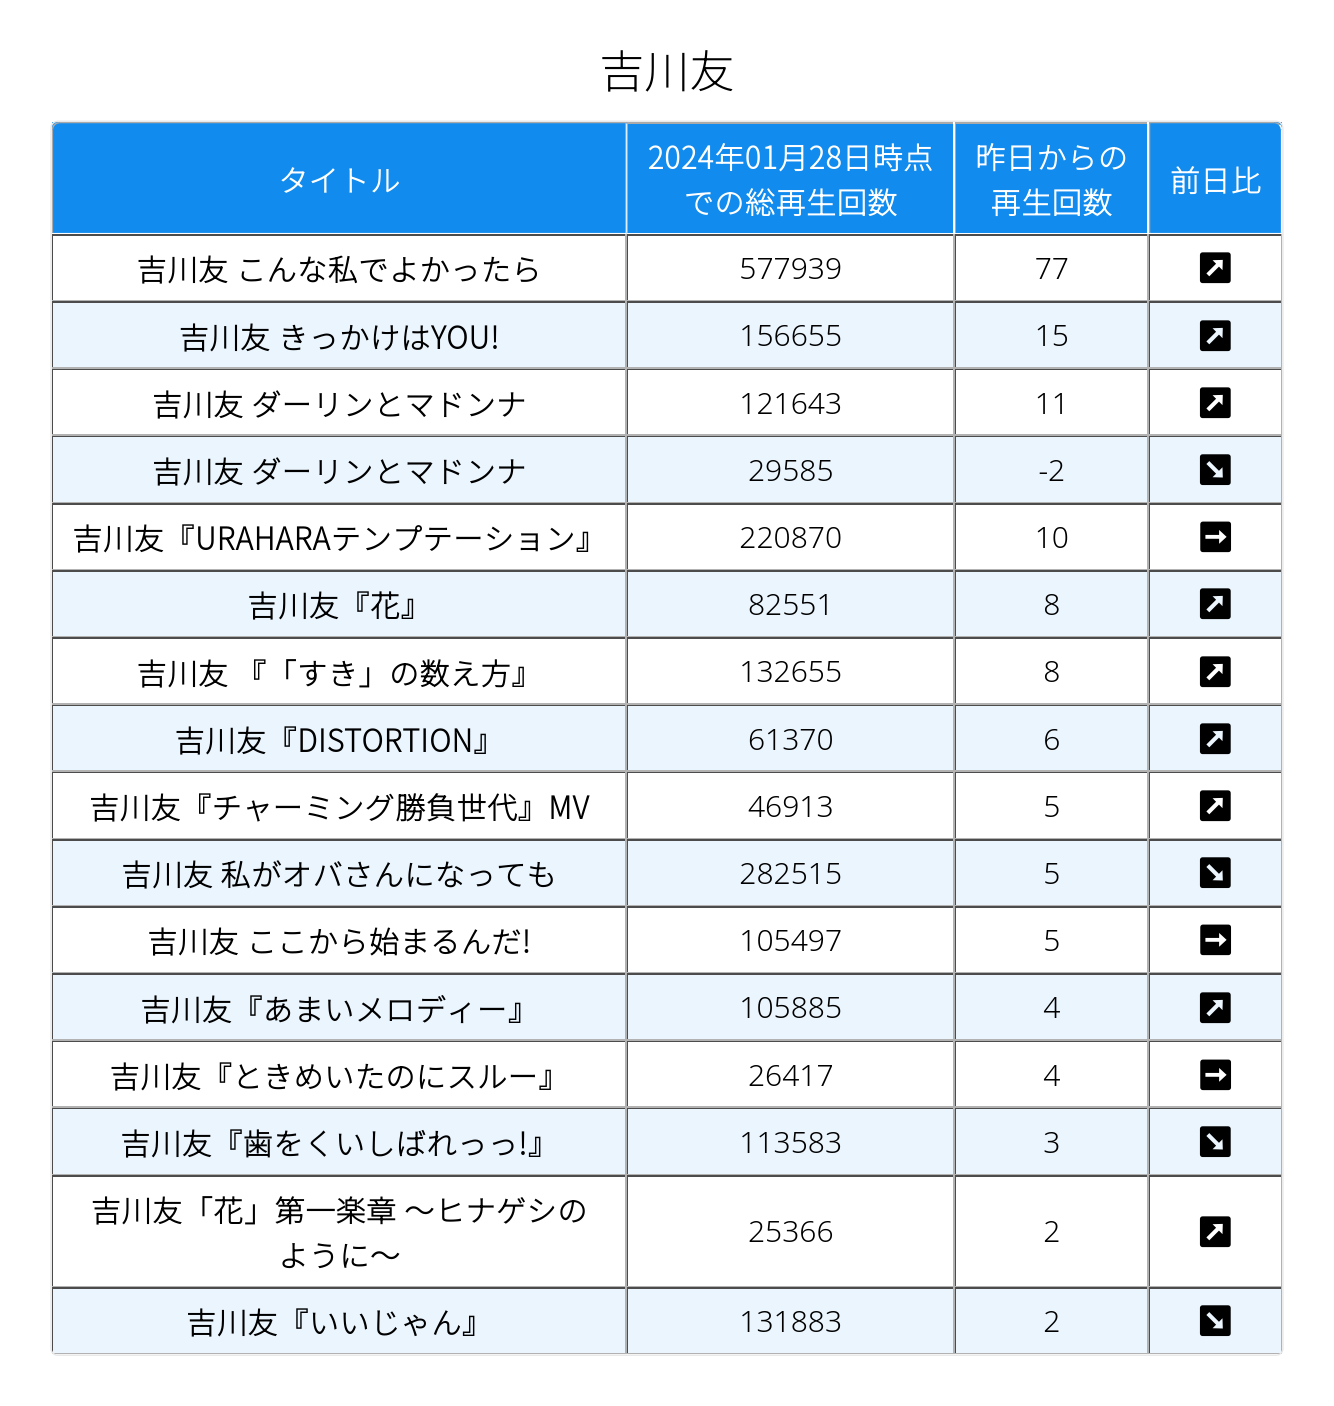 吉川友
タイトル
2024年01月28日時点
での総再生回数
昨日からの
再生回数
前日比
吉川友 こんな私でよかったら 577939 77
吉川友 きっかけはYOU! 156655 15
吉川友 ダーリンとマドンナ 121643 11
吉川友 ダーリンとマドンナ 29585 -2
吉川友『URAHARAテンプテーション』 220870 10
吉川友『花』 82551 8
吉川友 『「すき」の数え方』 132655 8
吉川友『DISTORTION』 61370 6
吉川友『チャーミング勝負世代』MV 46913 5
吉川友 私がオバさんになっても 282515 5
吉川友 ここから始まるんだ! 105497 5
吉川友『あまいメロディー』 105885 4
吉川友『ときめいたのにスルー』 26417 4
吉川友『歯をくいしばれっっ!』 113583 3
吉川友「花」第一楽章 〜ヒナゲシの
ように〜 25366 2
吉川友『いいじゃん』 131883 2